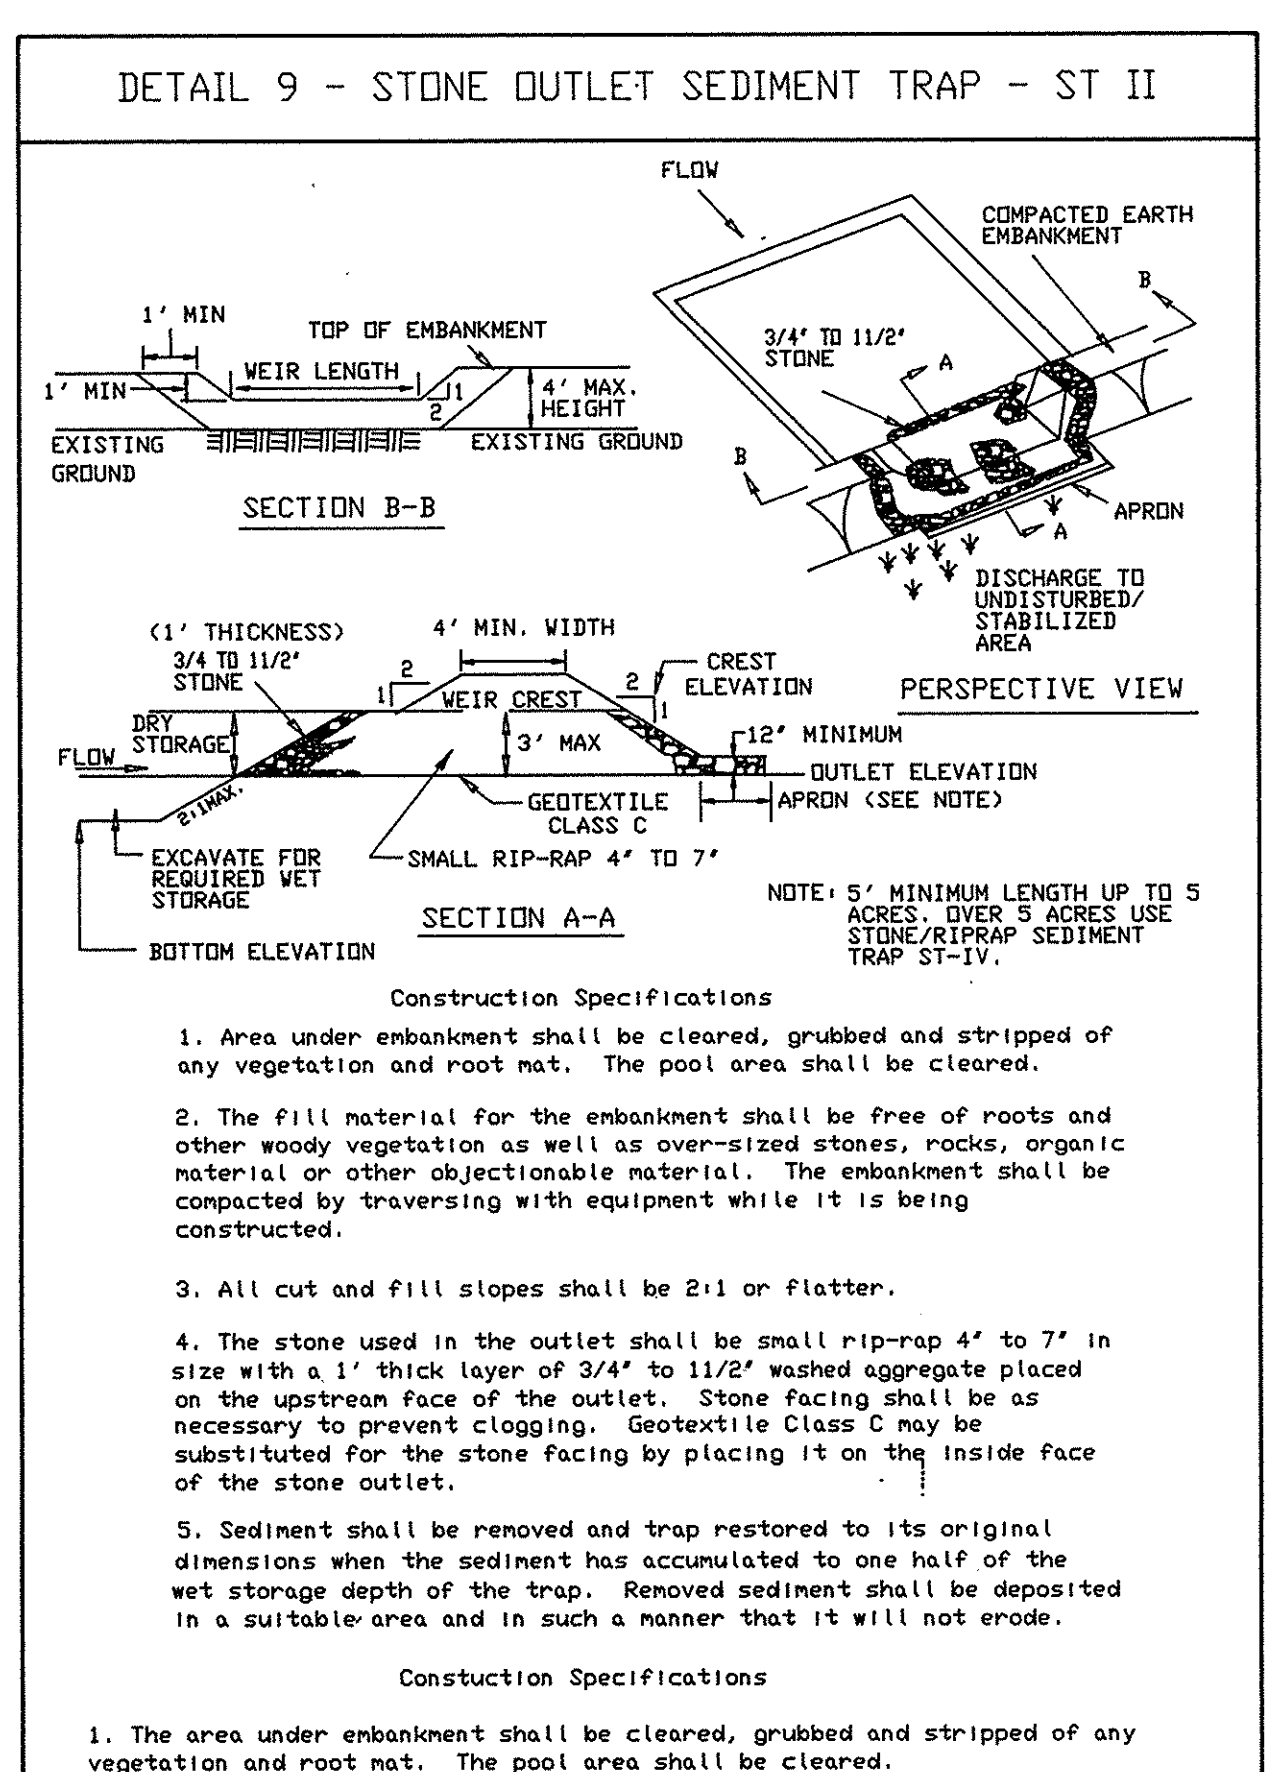 DETAIL 9 - STONE OUTLET SEDIMENT TRAP - ST II
FLOW
COMPACTED EARTH
EMBANKMENT
B
1' MIN
TOP OF EMBANKMENT
3/4" TO 11/2"
STONE
A
WEIR LENGTH
1' MIN
1
2
4' MAX.
HEIGHT
EXISTING
GROUND
EXISTING GROUND
B
SECTION B-B
APRON
A
DISCHARGE TO
UNDISTURBED/
STABILIZED
AREA
PERSPECTIVE VIEW
(1' THICKNESS)
3/4 TO 11/2"
STONE
4' MIN. WIDTH
2
1
2
1
CREST
ELEVATION
WEIR CREST
DRY
STORAGE
3' MAX
12" MINIMUM
FLOW
OUTLET ELEVATION
2:1MAX.
GEOTEXTILE
CLASS C
APRON (SEE NOTE)
EXCAVATE FOR
REQUIRED WET
STORAGE
SMALL RIP-RAP 4" TO 7"
SECTION A-A
BOTTOM ELEVATION
NOTE: 5' MINIMUM LENGTH UP TO 5
ACRES. OVER 5 ACRES USE
STONE/RIPRAP SEDIMENT
TRAP ST-IV.
Construction Specifications
1. Area under embankment shall be cleared, grubbed and stripped of
any vegetation and root mat. The pool area shall be cleared.
2. The fill material for the embankment shall be free of roots and
other woody vegetation as well as over-sized stones, rocks, organic
material or other objectionable material. The embankment shall be
compacted by traversing with equipment while it is being
constructed.
3. All cut and fill slopes shall be 2:1 or flatter.
4. The stone used in the outlet shall be small rip-rap 4" to 7" in
size with a 1' thick layer of 3/4" to 11/2" washed aggregate placed
on the upstream face of the outlet. Stone facing shall be as
necessary to prevent clogging. Geotextile Class C may be
substituted for the stone facing by placing it on the inside face
of the stone outlet.
5. Sediment shall be removed and trap restored to its original
dimensions when the sediment has accumulated to one half of the
wet storage depth of the trap. Removed sediment shall be deposited
in a suitable area and in such a manner that it will not erode.
Constuction Specifications
1. The area under embankment shall be cleared, grubbed and stripped of any
vegetation and root mat. The pool area shall be cleared.